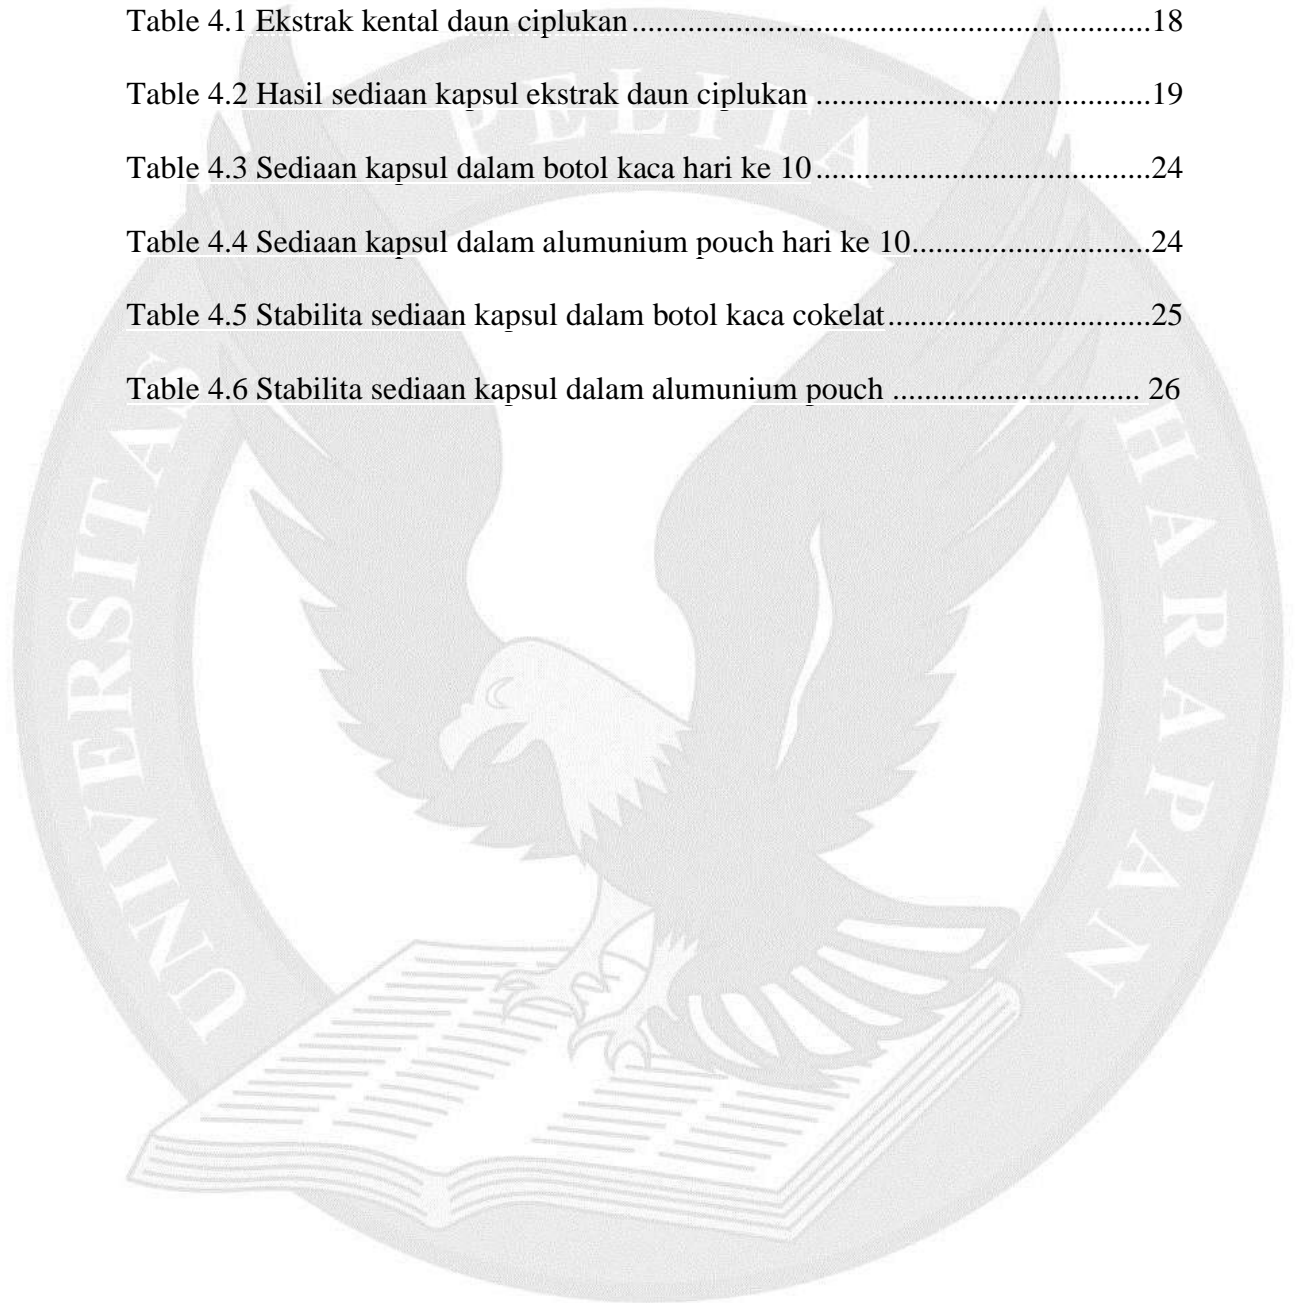 Table 4.1 Ekstrak kental daun ciplukan.................................................................18
Table 4.2 Hasil sediaan kapsul ekstrak daun ciplukan ..........................................19
Table 4.3 Sediaan kapsul dalam botol kaca hari ke 10..........................................24
Table 4.4 Sediaan kapsul dalam alumunium pouch hari ke 10..............................24
Table 4.5 Stabilita sediaan kapsul dalam botol kaca cokelat.................................25
Table 4.6 Stabilita sediaan kapsul dalam alumunium pouch ............................... 26
UNIVERSITAS PELITA HARAPAN